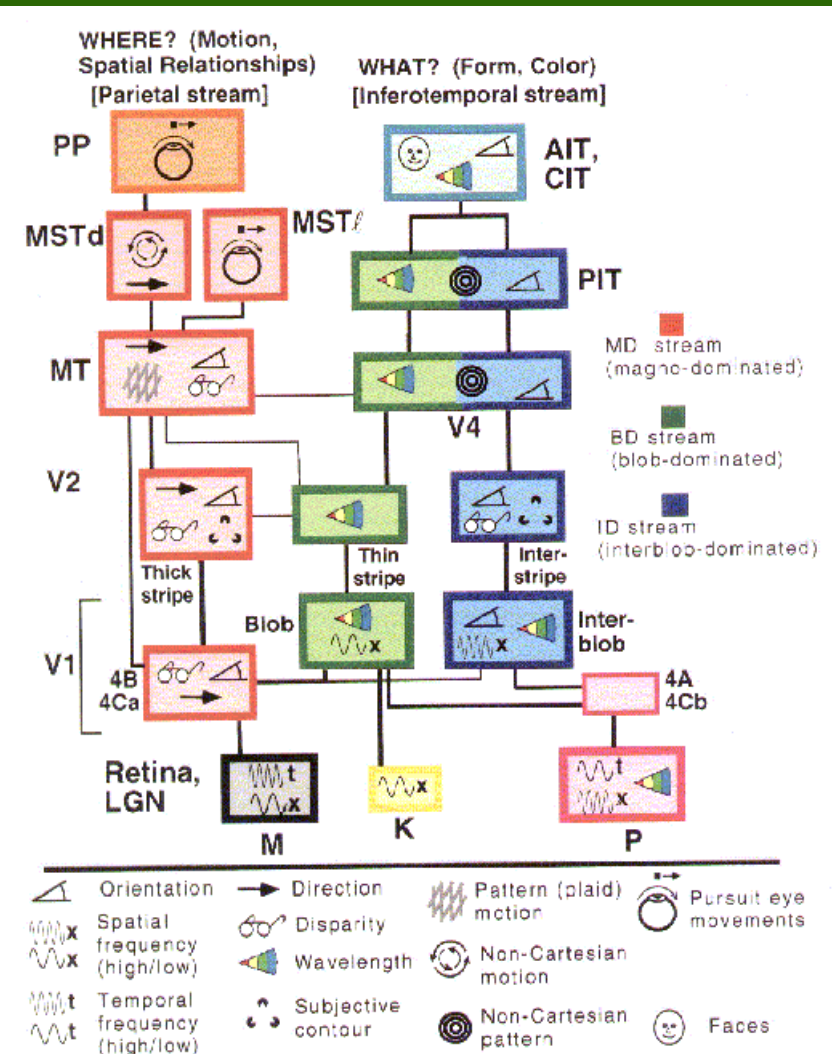 WHERE? (Motion,
Spatial Relationships)
[Parietal stream]
WHAT? (Form, Color)
[Inferotemporal stream]
PP
AIT,
CIT
MSTd
MSTℓ
PIT
MT
MD stream
(magno-dominated)
V4
BD stream
(blob-dominated)
V2
ID stream
(interblob-dominated)
Thick
stripe
Thin
stripe
Inter-
stripe
Blob
x
x
Inter-
blob
V1
4B
4Ca
4A
4Cb
Retina,
LGN
t
x
x
t
x
M
K
P
Orientation
Direction
Pattern (plaid)
motion
Pursuit eye
movements
x
x
Spatial
frequency
(high/low)
Disparity
Wavelength
Non-Cartesian
motion
t
t
Temporal
frequency
(high/low)
Subjective
contour
Non-Cartesian
pattern
Faces